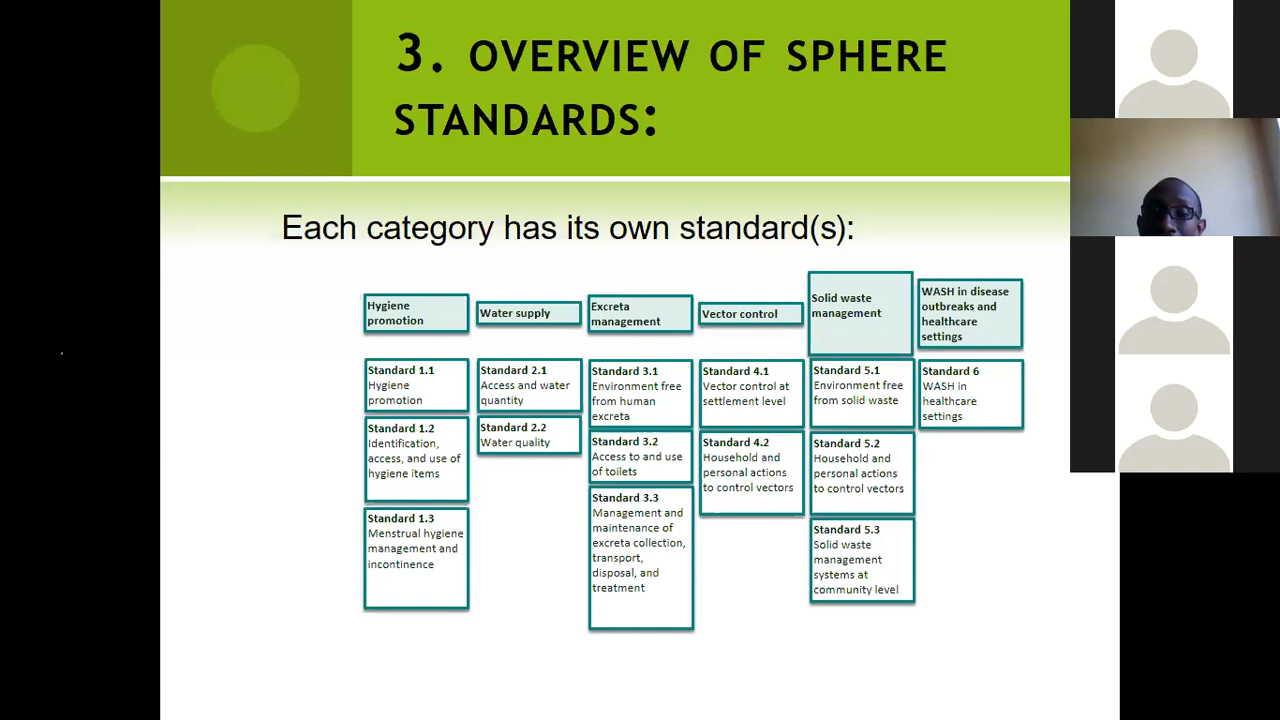 3. OVERVIEW OF SPHERE
STANDARDS:
Each category has its own standard(s):
Hygiene
promotion
Water supply
Excreta
management
Vector control
Solid waste
management
WASH in disease
outbreaks and
healthcare
settings
Standard 1.1
Hygiene
promotion
Standard 1.2
Identification,
access, and use of
hygiene items
Standard 1.3
Menstrual hygiene
management and
incontinence
Standard 2.1
Access and water
quantity
Standard 2.2
Water quality
Standard 3.1
Environment free
from human
excreta
Standard 3.2
Access to and use
of toilets
Standard 3.3
Management and
maintenance of
excreta collection,
transport,
disposal, and
treatment
Standard 4.1
Vector control at
settlement level
Standard 4.2
Household and
personal actions
to control vectors
Standard 5.1
Environment free
from solid waste
Standard 5.2
Household and
personal actions
to control vectors
Standard 5.3
Solid waste
management
systems at
community level
Standard 6
WASH in
healthcare
settings